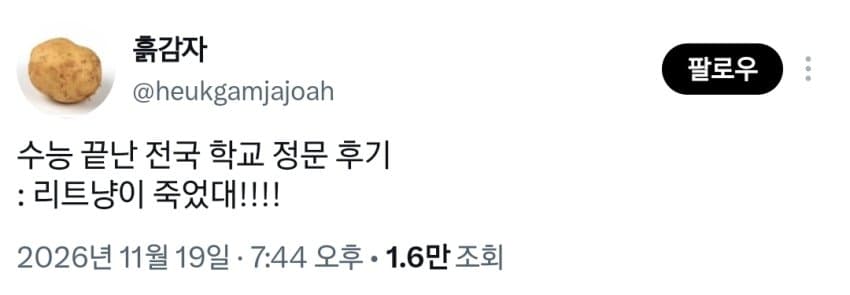 흙감자
@heukgamjajoah
팔로우
수능 끝난 전국 학교 정문 후기
: 리트냥이 죽었대!!!!
2026년 11월 19일 · 7:44 오후 • 1.6만 조회